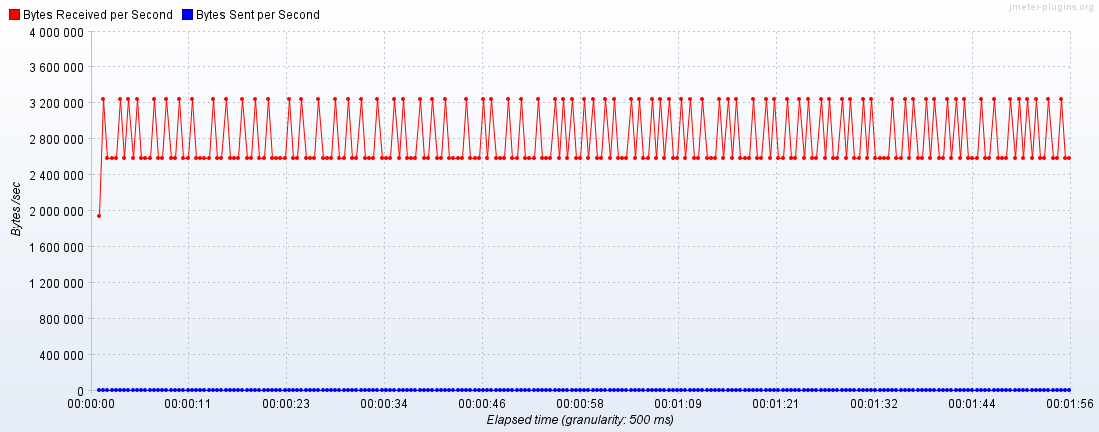 jmeter-plugins.org
Bytes Received per Second Bytes Sent per Second
4 000 000
3 600 000
3 200 000
2 800 000
2 400 000
2 000 000
1 600 000
1 200 000
800 000
400 000
0
Bytes /sec
00:00:00 00:00:11 00:00:23 00:00:34 00:00:46 00:00:58 00:01:09 00:01:21 00:01:32 00:01:44 00:01:56
Elapsed time (granularity: 500 ms)